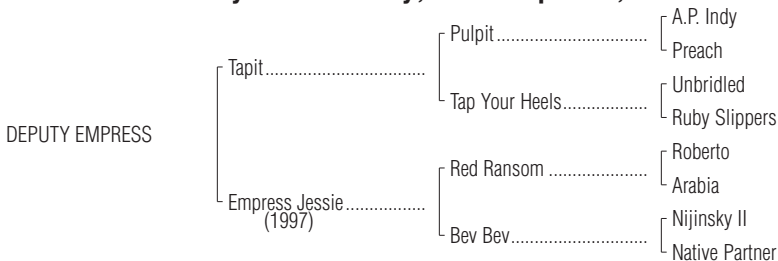 A.P. Indy
Pulpit
Preach
Tapit
Unbridled
Tap Your Heels
Ruby Slippers
DEPUTY EMPRESS
Roberto
Red Ransom
Arabia
Empress Jessie
(1997)
Nijinsky II
Bev Bev
Native Partner